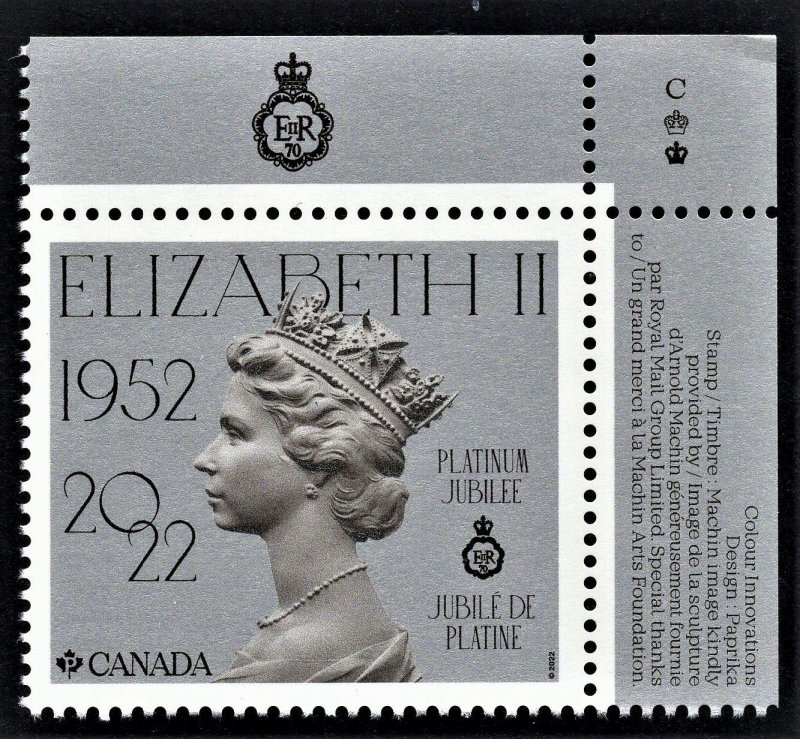 EIIR
70
C
ELIZABETH II
1952
2022
PLATINUM
JUBILEE
EIIR
70
JUBILÉ DE
PLATINE
P CANADA
© 2022
Colour Innovations
Design : Paprika
Stamp / Timbre : Machin image kindly
provided by / Image de la sculpture
d'Arnold Machin généreusement fournie
par Royal Mail Group Limited. Special thanks
to / Un grand merci à la Machin Arts Foundation.